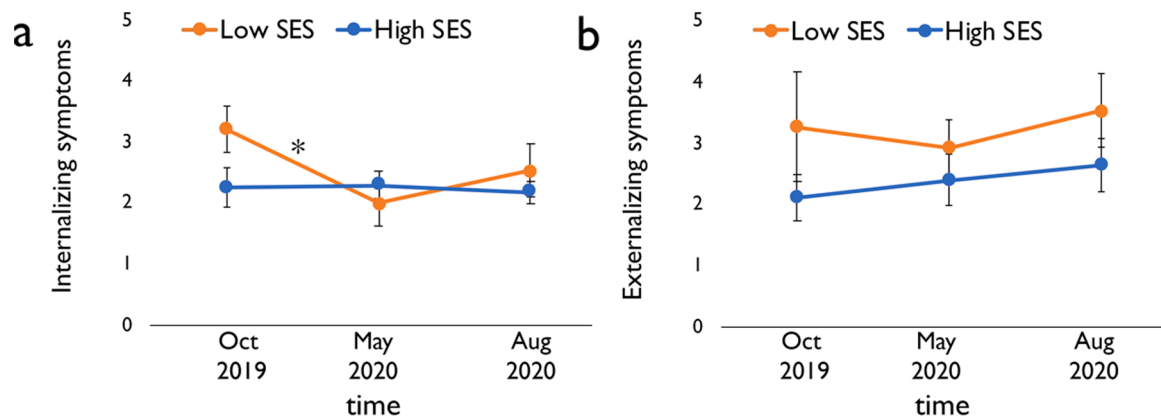 a
Low SES High SES
Internalizing symptoms
5
4
3
2
1
0
*
Oct 2019
May 2020
Aug 2020
time
b
Low SES High SES
Externalizing symptoms
5
4
3
2
1
0
Oct 2019
May 2020
Aug 2020
time